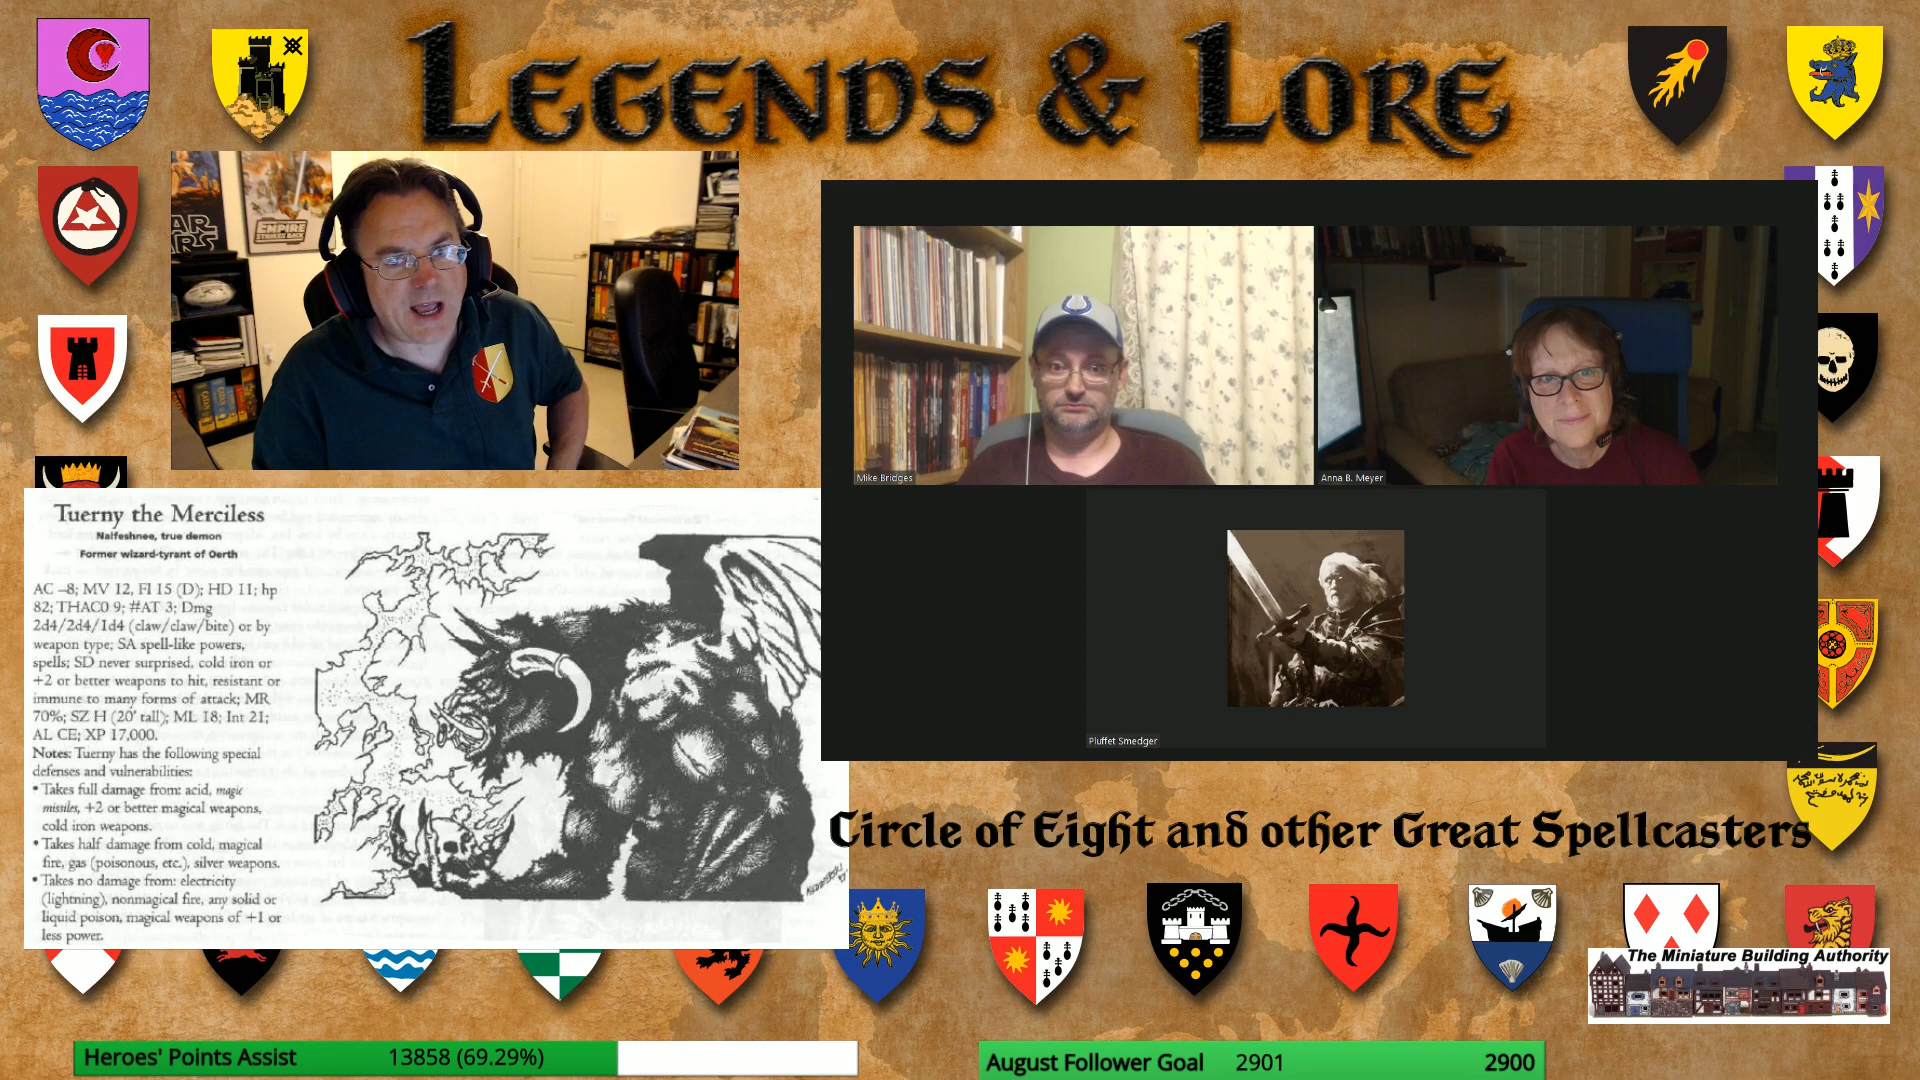 LEGENDS & LORE
STAR
WARS
EMPIRE
STRIKES BACK
Mike Bridges
Anna B. Meyer
Pluffet Smedger
Tuerny the Merciless
Nalfeshnee, true demon
Former wizard-tyrant of Oerth
AC –8; MV 12, Fl 15 (D); HD 11; hp
82; THAC0 9; #AT 3; Dmg
2d4/2d4/1d4 (claw/claw/bite) or by
weapon type; SA spell-like powers,
spells; SD never surprised, cold iron or
+2 or better weapons to hit, resistant or
immune to many forms of attack; MR
70%; SZ H (20' tall); ML 18; Int 21;
AL CE; XP 17,000.
Notes: Tuerny has the following special
defenses and vulnerabilities:
• Takes full damage from: acid, magic
missiles, +2 or better magical weapons,
cold iron weapons.
• Takes half damage from cold, magical
fire, gas (poisonous, etc.), silver weapons.
• Takes no damage from: electricity
(lightning), nonmagical fire, any solid or
liquid poison, magical weapons of +1 or
less power.
Circle of Eight and other Great Spellcasters
The Miniature Building Authority
Heroes' Points Assist 13858 (69.29%)
August Follower Goal 2901 2900